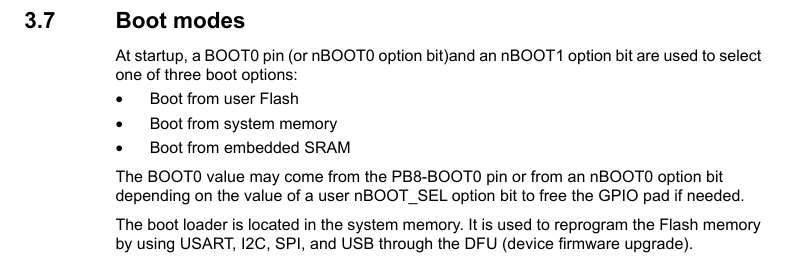 3.7 Boot modes
At startup, a BOOT0 pin (or nBOOT0 option bit)and an nBOOT1 option bit are used to select
one of three boot options:
• Boot from user Flash
• Boot from system memory
• Boot from embedded SRAM
The BOOT0 value may come from the PB8-BOOT0 pin or from an nBOOT0 option bit
depending on the value of a user nBOOT_SEL option bit to free the GPIO pad if needed.
The boot loader is located in the system memory. It is used to reprogram the Flash memory
by using USART, I2C, SPI, and USB through the DFU (device firmware upgrade).